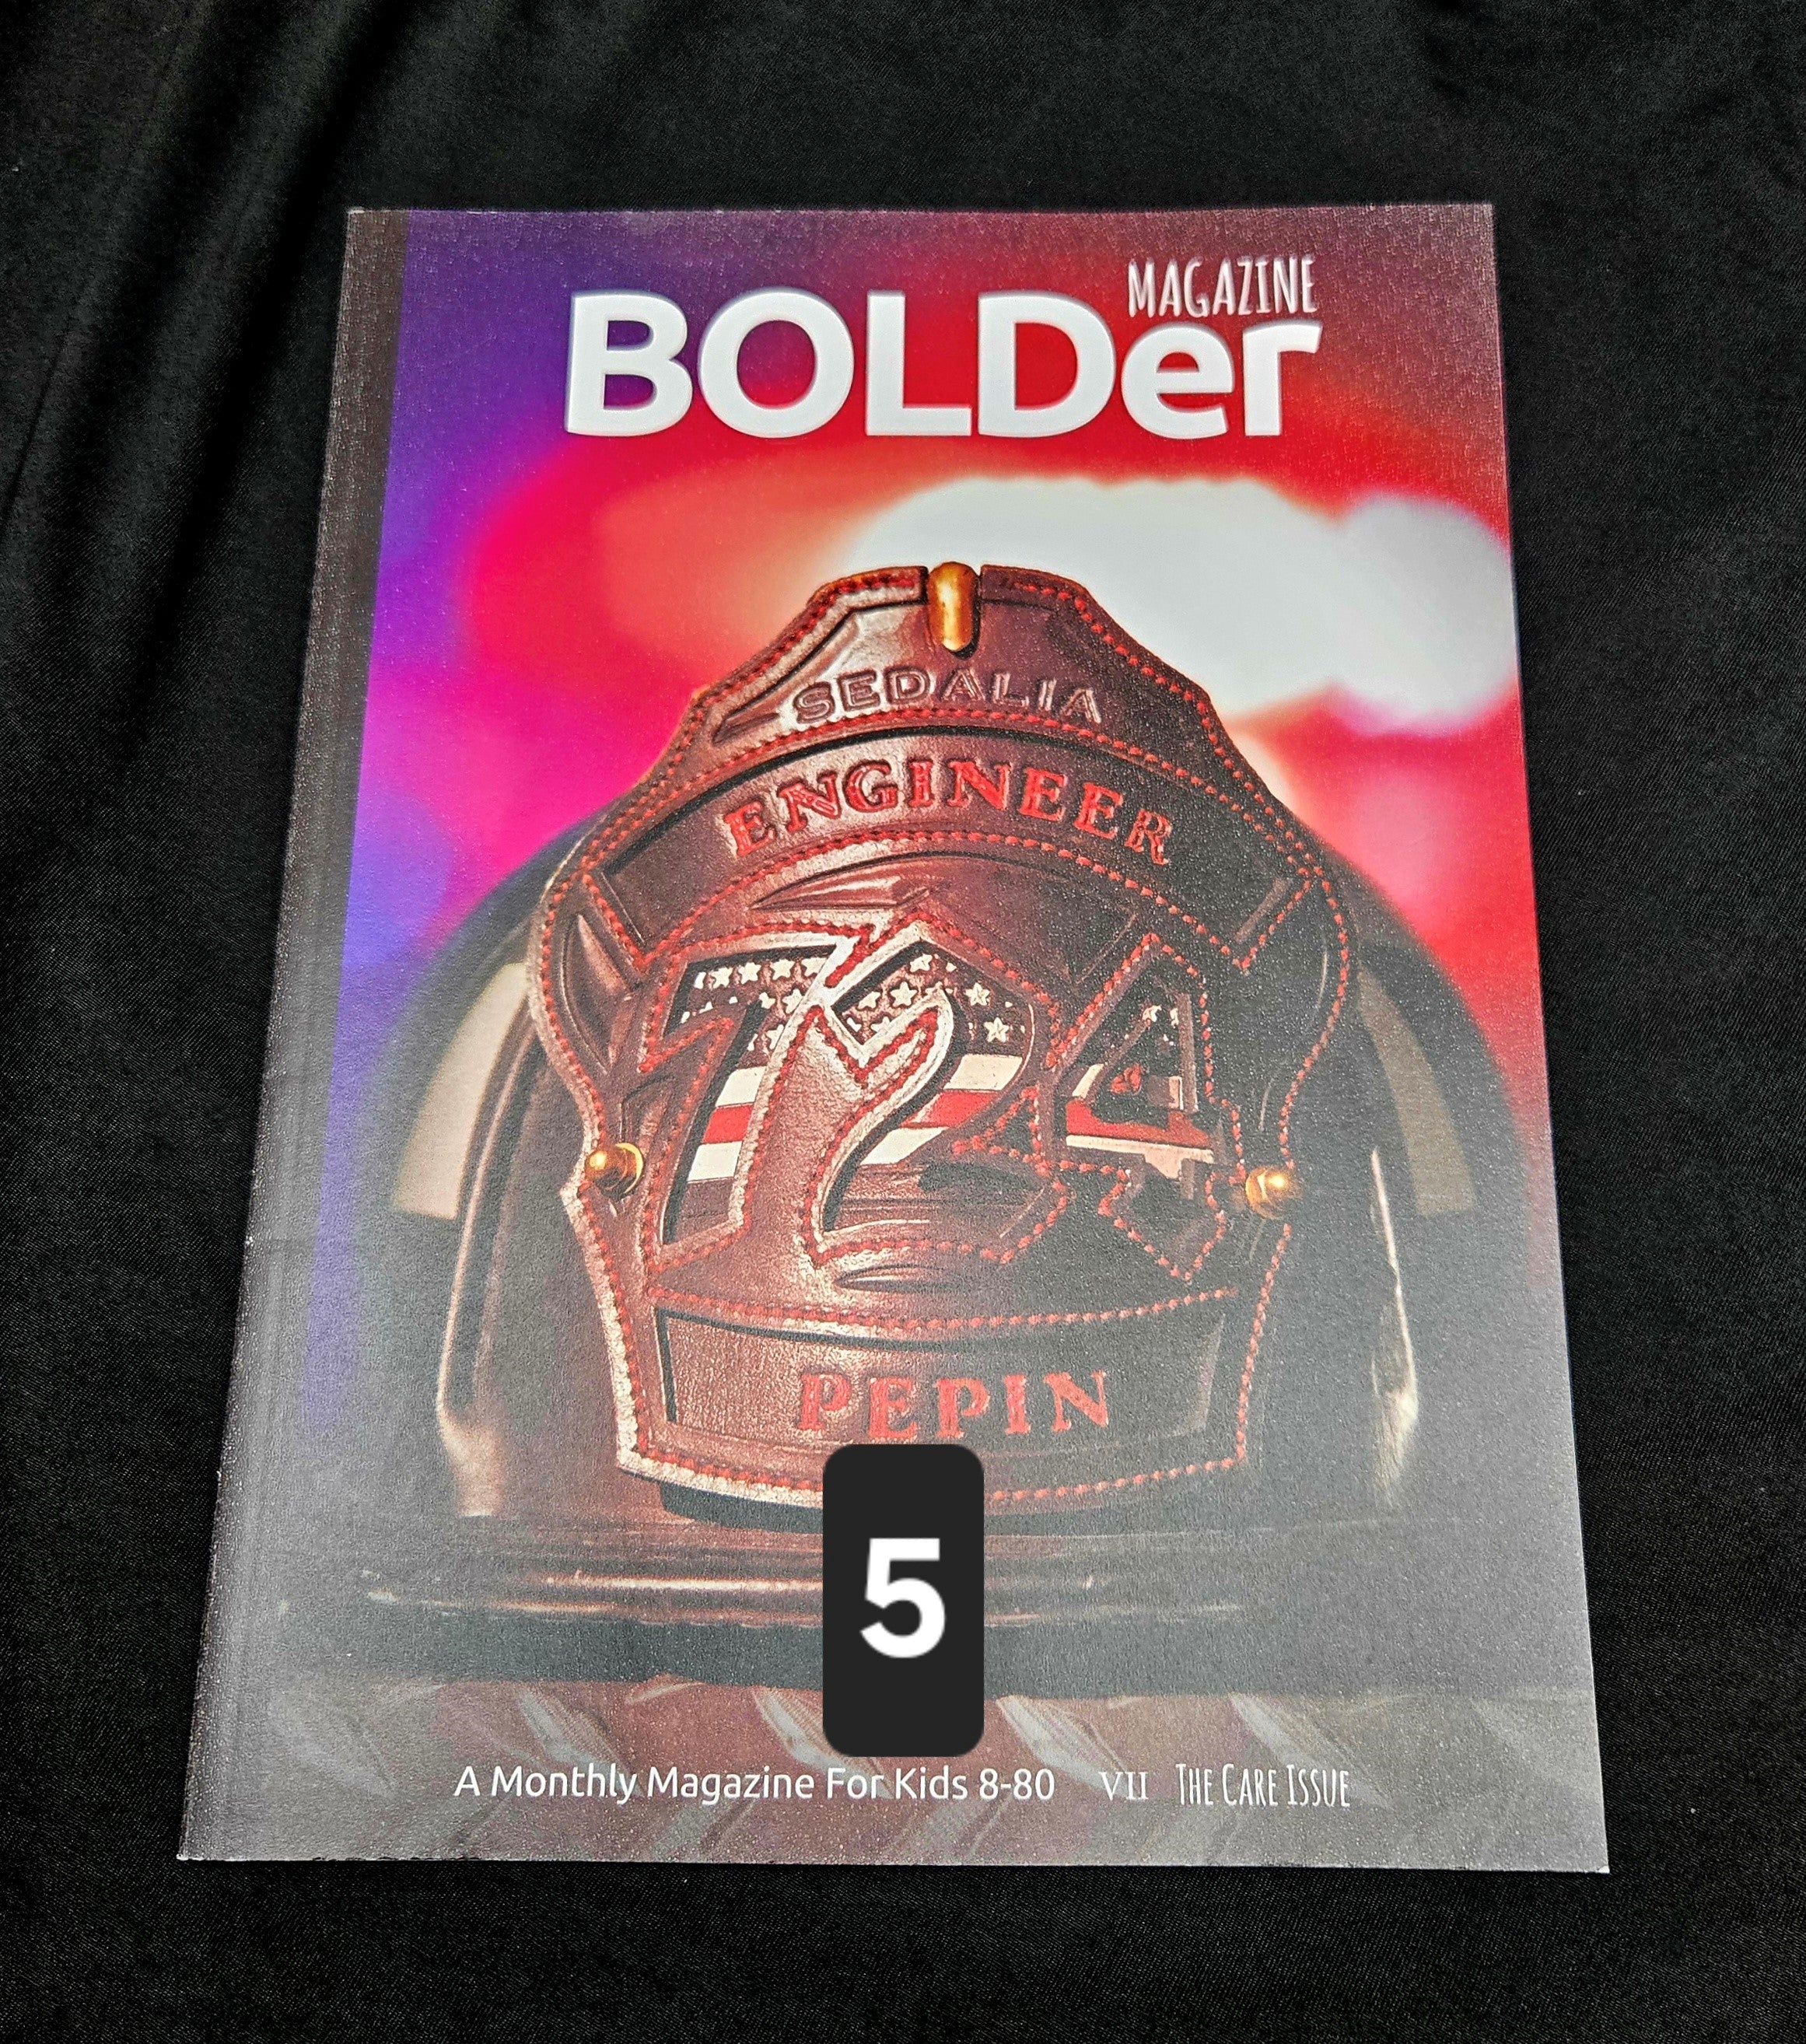 MAGAZINE
BOLDer
SEDALIA
ENGINEER
724
PEPIN
5
A Monthly Magazine For Kids 8-80 VII THE CARE ISSUE